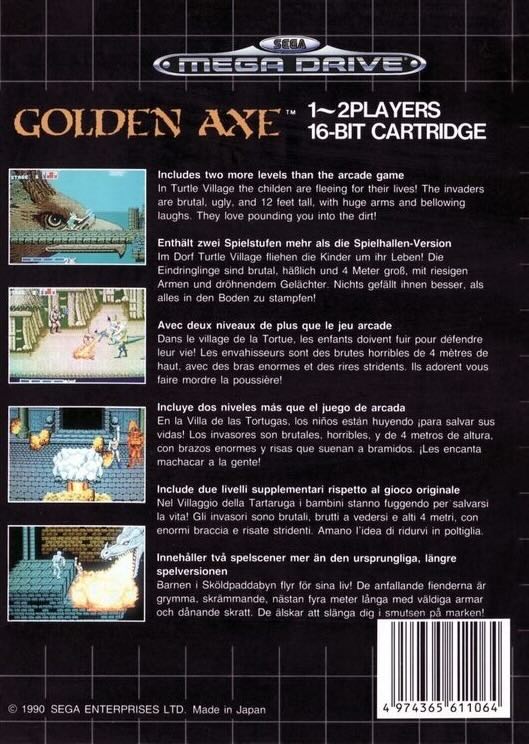 SEGA
MEGA DRIVE
GOLDEN AXE ™
1~2PLAYERS
16-BIT CARTRIDGE
Includes two more levels than the arcade game
In Turtle Village the childen are fleeing for their lives! The invaders
are brutal, ugly, and 12 feet tall, with huge arms and bellowing
laughs. They love pounding you into the dirt!
Enthält zwei Spielstufen mehr als die Spielhallen-Version
Im Dorf Turtle Village fliehen die Kinder um ihr Leben! Die
Eindringlinge sind brutal, häßlich und 4 Meter groß, mit riesigen
Armen und dröhnendem Gelächter. Nichts gefällt ihnen besser, als
alles in den Boden zu stampfen!
Avec deux niveaux de plus que le jeu arcade
Dans le village de la Tortue, les enfants doivent fuir pour défendre
leur vie! Les envahisseurs sont des brutes horribles de 4 mètres de
haut, avec des bras enormes et des rires stridents. Ils adorent vous
faire mordre la poussière!
Incluye dos niveles más que el juego de arcada
En la Villa de las Tortugas, los niños están huyendo ¡para salvar sus
vidas! Los invasores son brutales, horribles, y de 4 metros de altura,
con brazos enormes y risas que suenan a bramidos. ¡Les encanta
machacar a la gente!
Include due livelli supplementari rispetto al gioco originale
Nel Villaggio della Tartaruga i bambini stanno fuggendo per salvarsi
la vita! Gli invasori sono brutali, brutti a vedersi e alti 4 metri, con
enormi braccia e risate stridenti. Amano l'idea di ridurvi in poltiglia.
Innehåller två spelscener mer än den ursprungliga, längre
spelversionen
Barnen i Sköldpaddabyn flyr för sina liv! De anfallande fienderna är
grymma, skrämmande, nästan fyra meter långa med väldiga armar
och dånande skratt. De älskar att slänga dig i smutsen på marken!
4 974365 611064
© 1990 SEGA ENTERPRISES LTD. Made in Japan